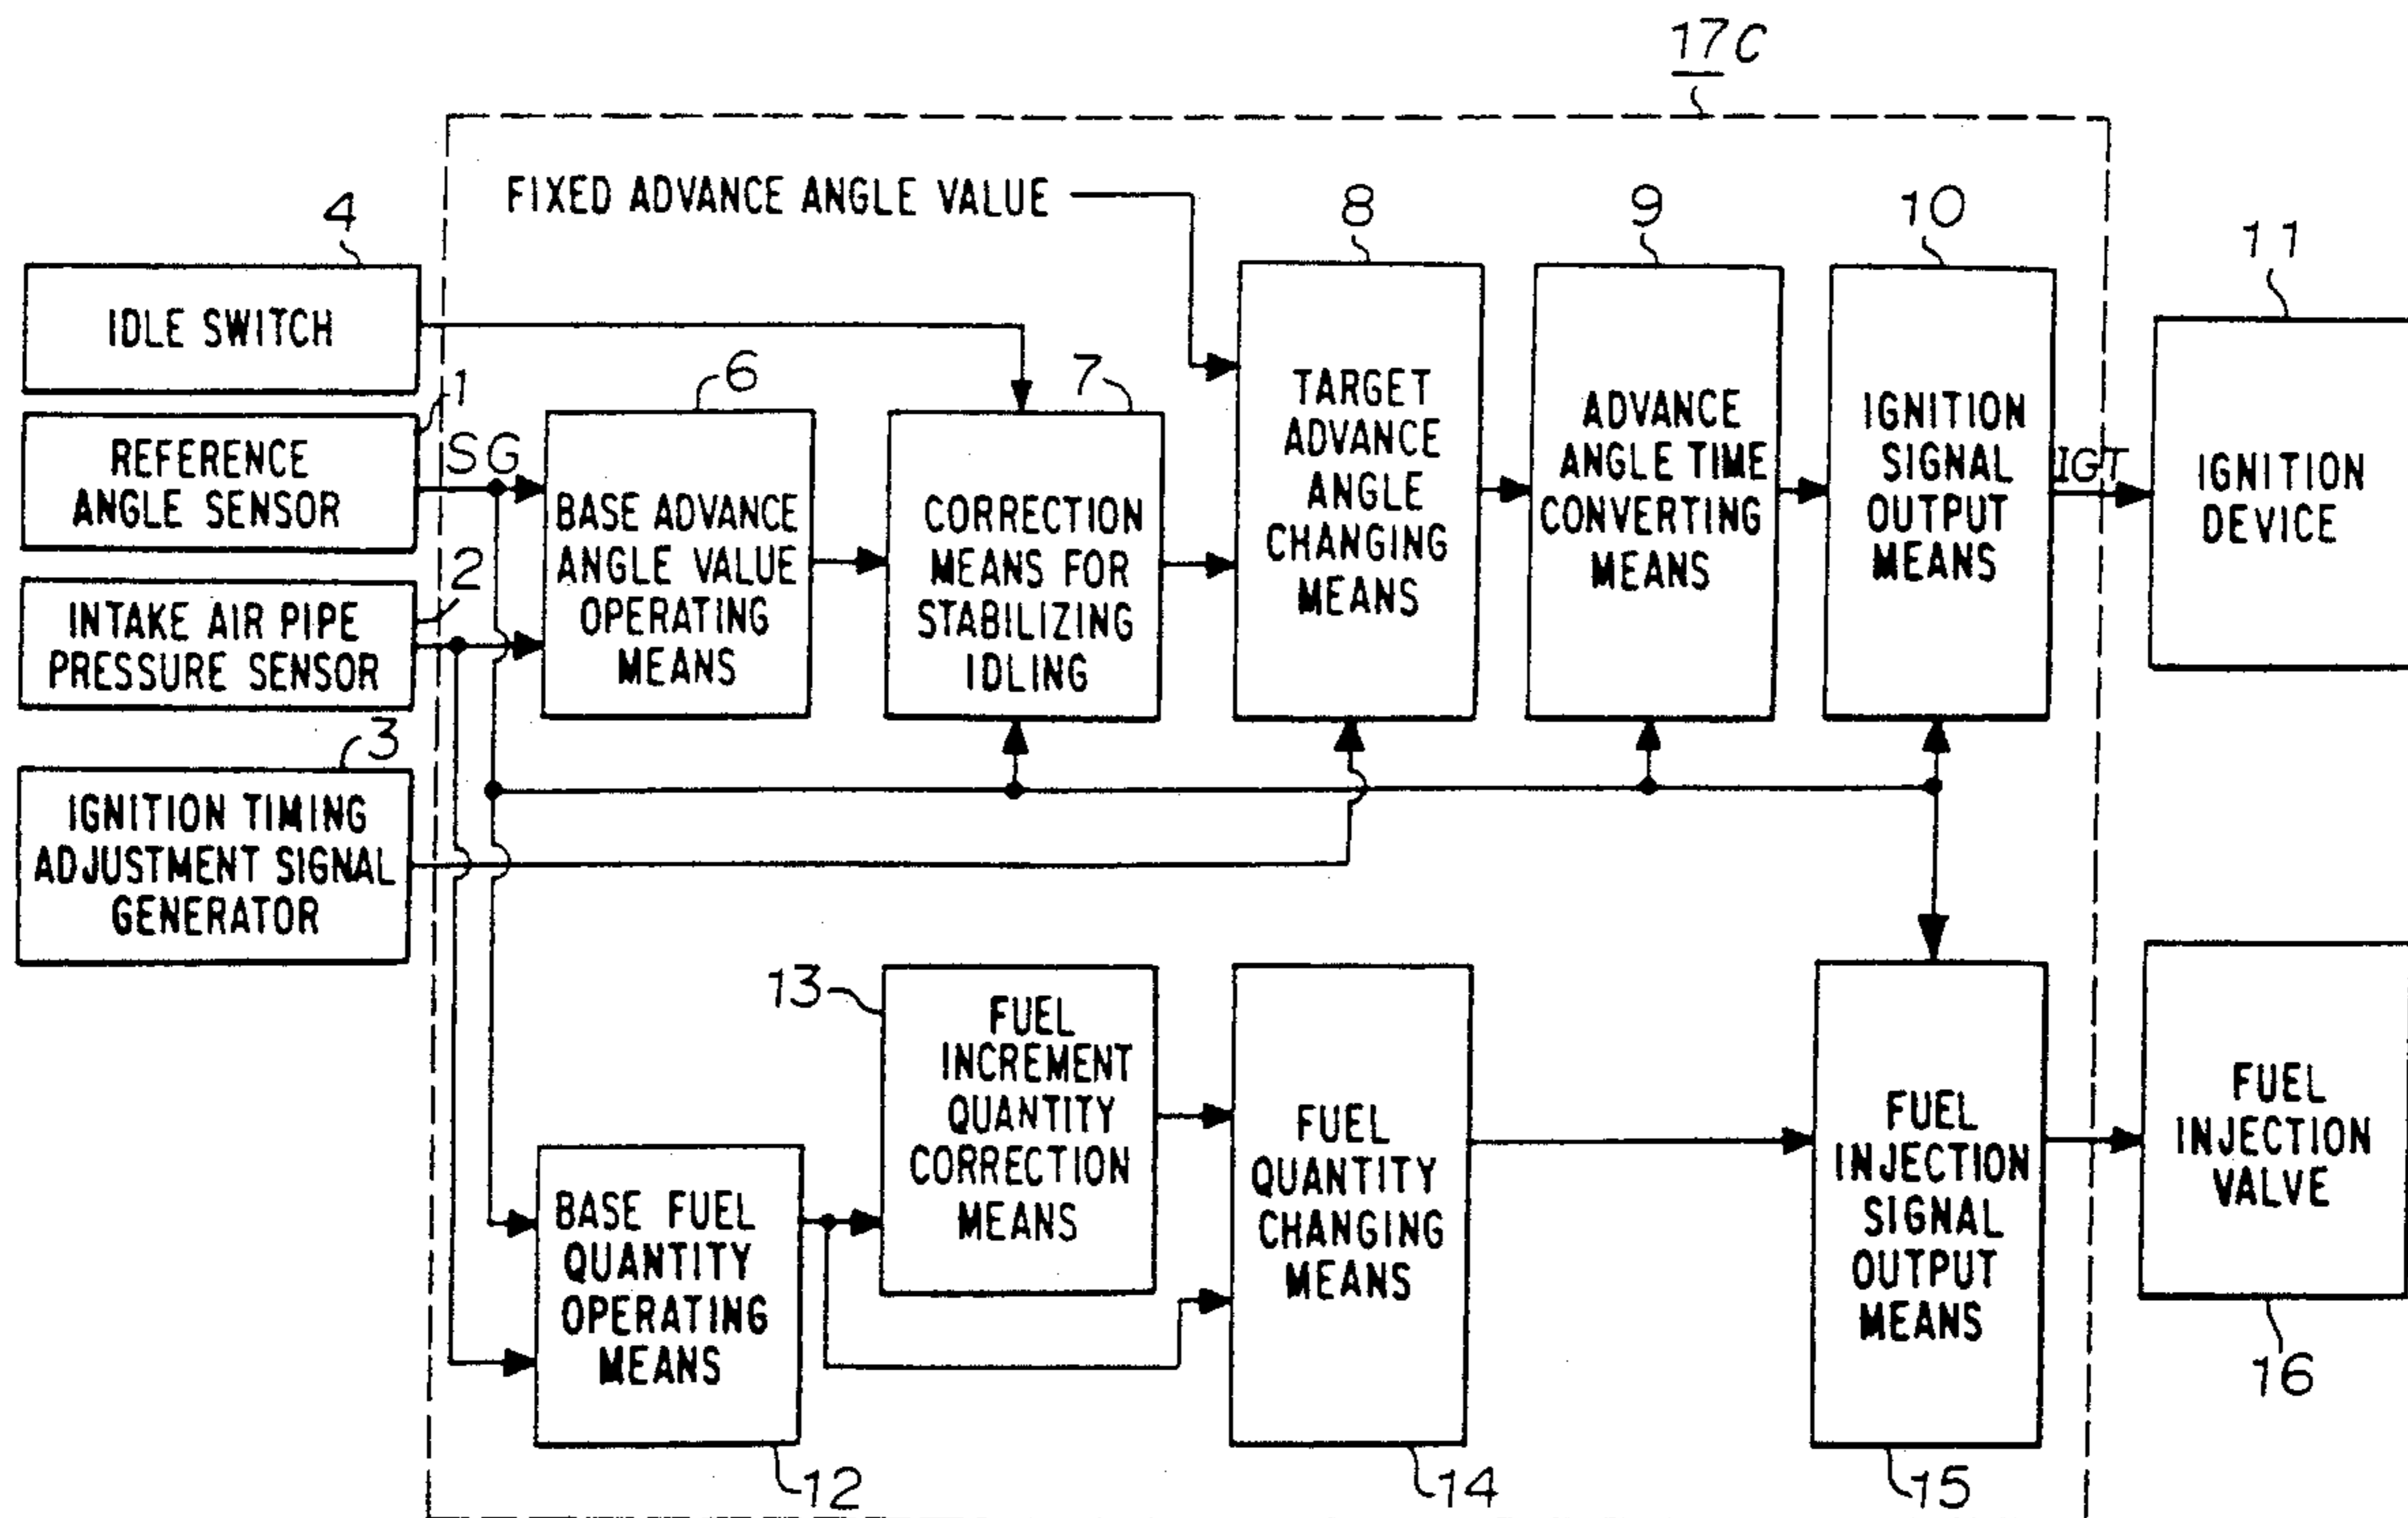 17C
FIXED ADVANCE ANGLE VALUE
4
IDLE SWITCH
1
REFERENCE
ANGLE SENSOR
SG
2
INTAKE AIR PIPE
PRESSURE SENSOR
3
IGNITION TIMING
ADJUSTMENT SIGNAL
GENERATOR
6
BASE ADVANCE
ANGLE VALUE
OPERATING
MEANS
7
CORRECTION
MEANS FOR
STABILIZING
IDLING
8
TARGET
ADVANCE
ANGLE
CHANGING
MEANS
9
ADVANCE
ANGLE TIME
CONVERTING
MEANS
10
IGNITION
SIGNAL
OUTPUT
MEANS
IGT
11
IGNITION
DEVICE
BASE FUEL
QUANTITY
OPERATING
MEANS
12
13
FUEL
INCREMENT
QUANTITY
CORRECTION
MEANS
FUEL
QUANTITY
CHANGING
MEANS
14
FUEL
INJECTION
SIGNAL
OUTPUT
MEANS
15
FUEL
INJECTION
VALVE
16